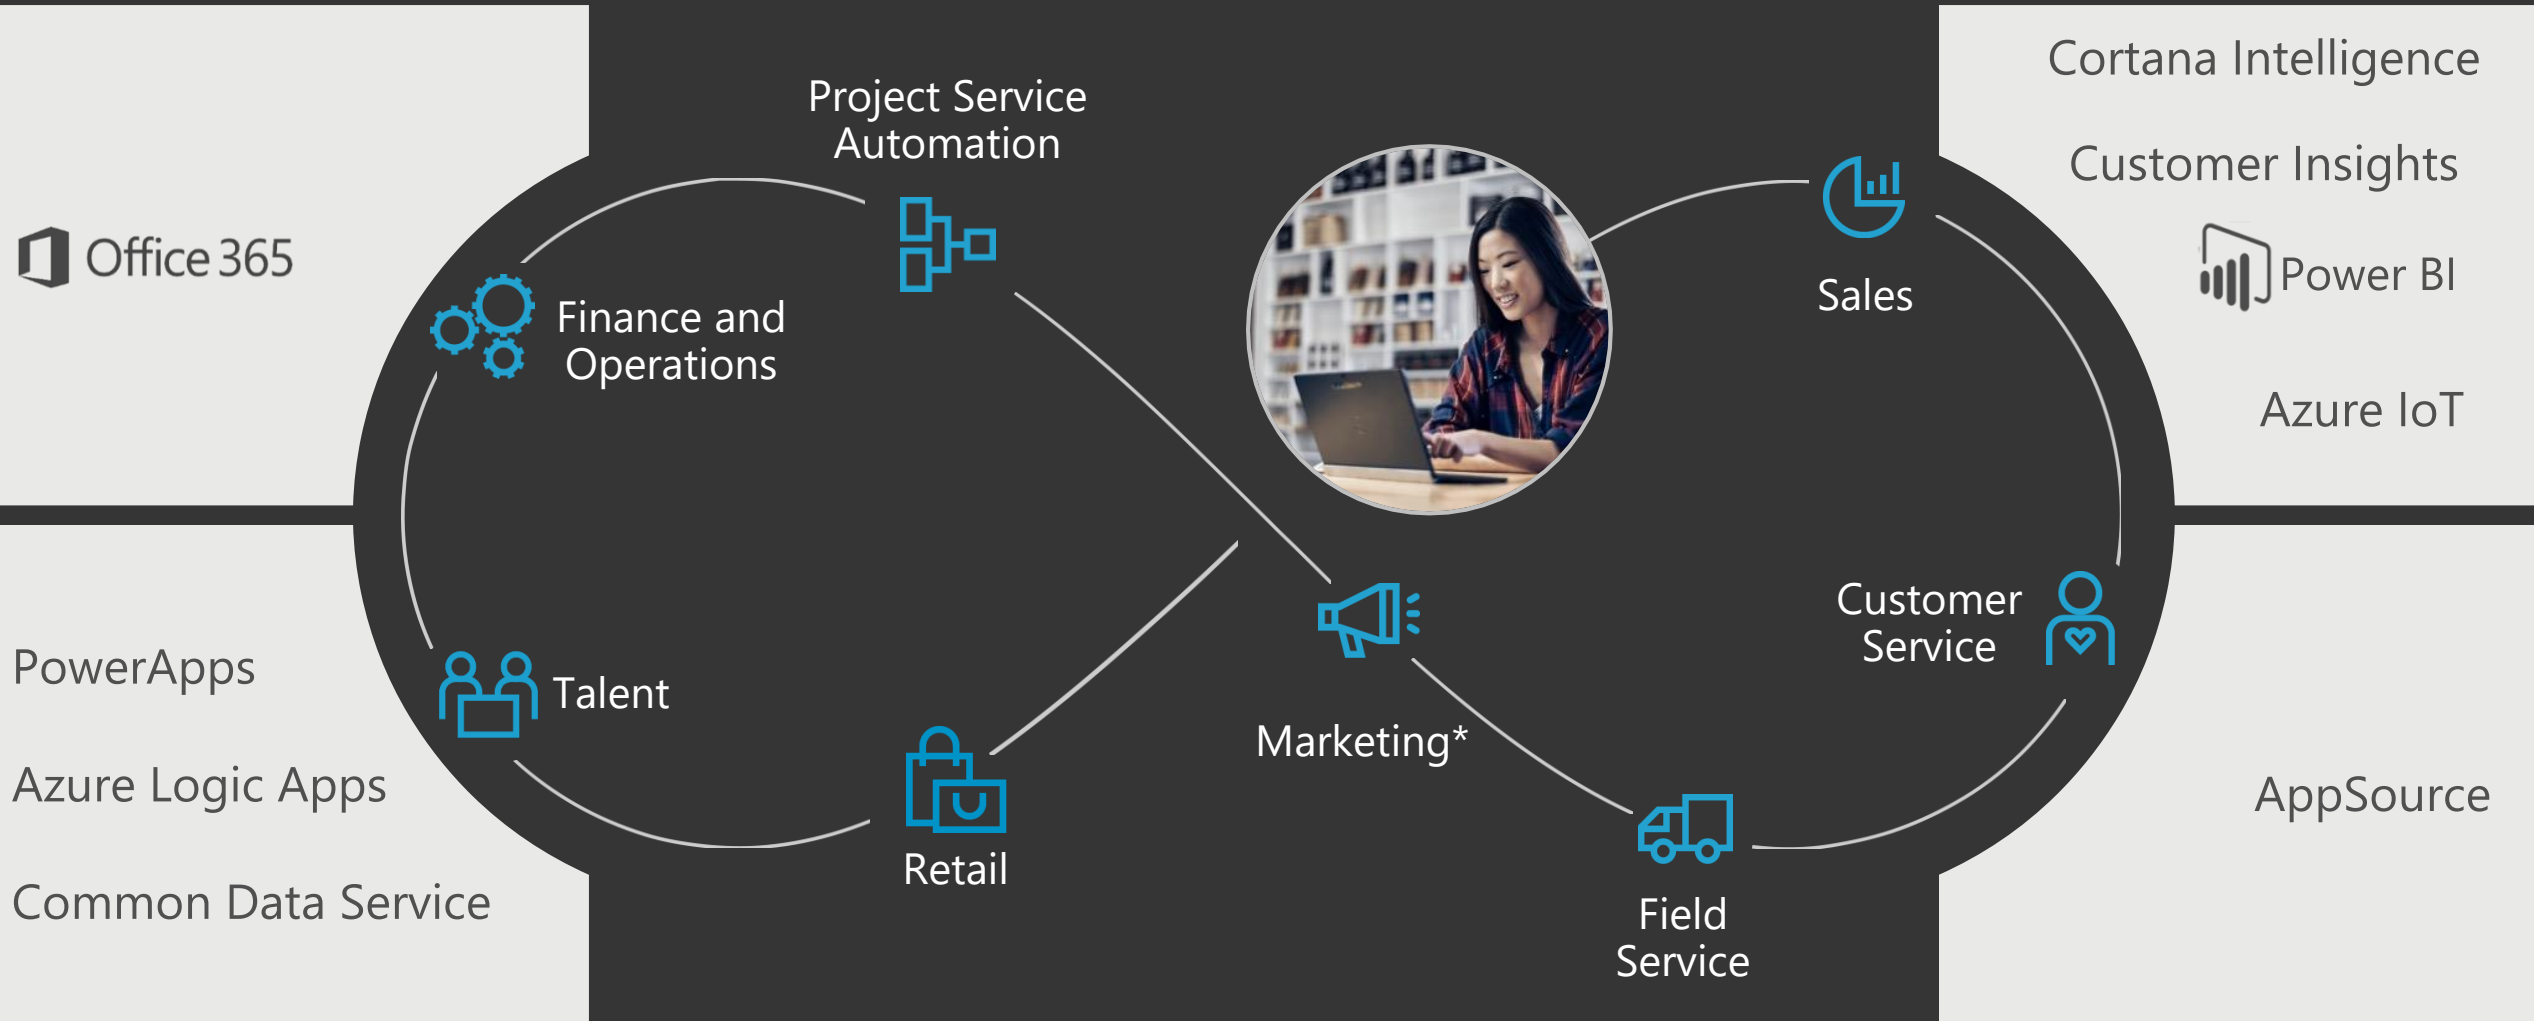 Office 365
PowerApps
Azure Logic Apps
Common Data Service
Project Service
Automation
Finance and
Operations
Talent
Retail
Marketing*
Sales
Customer
Service
Field
Service
Cortana Intelligence
Customer Insights
Power BI
Azure IoT
AppSource